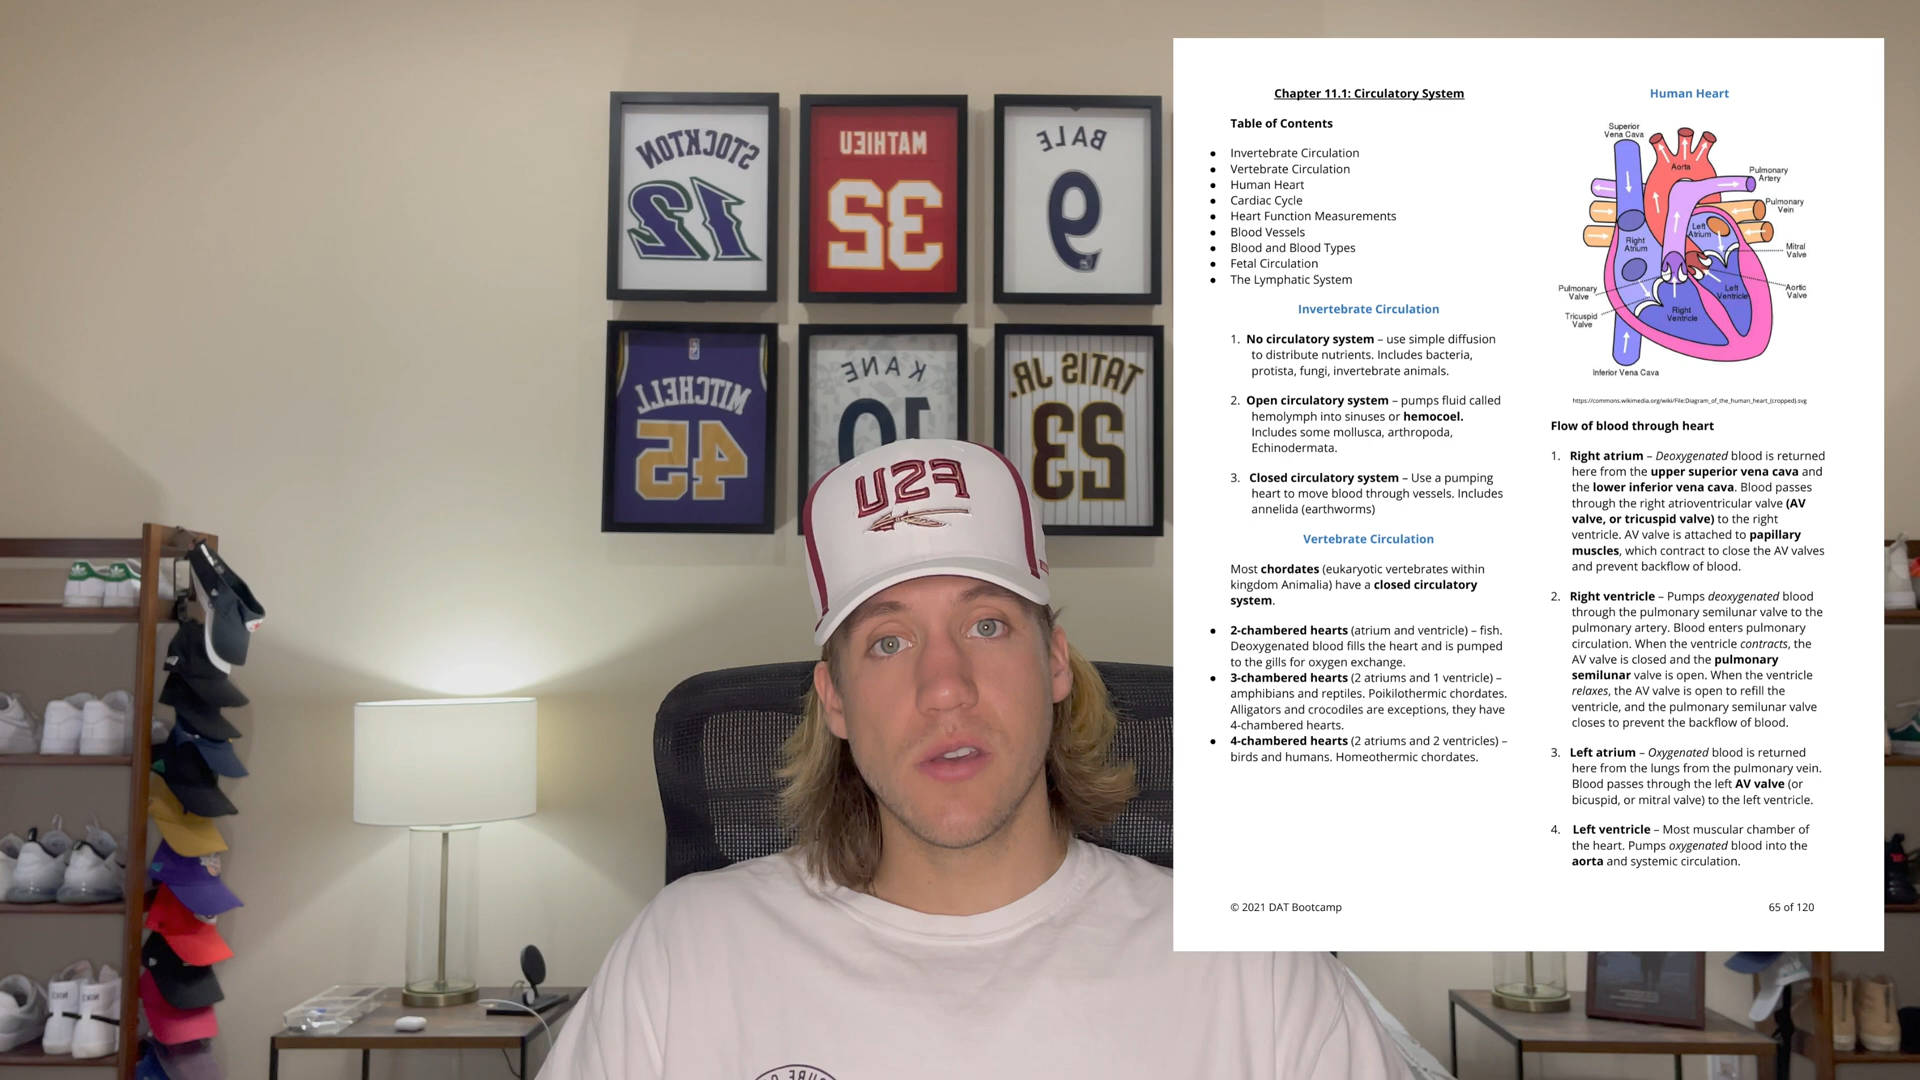 STOCKTON
12
MATHIEU
32
BALE
9
MITCHELL
45
KANE
10
TATIS JR.
23
FSU
Chapter 11.1: Circulatory System
Table of Contents
● Invertebrate Circulation
● Vertebrate Circulation
● Human Heart
● Cardiac Cycle
● Heart Function Measurements
● Blood Vessels
● Blood and Blood Types
● Fetal Circulation
● The Lymphatic System
Invertebrate Circulation
1. No circulatory system – use simple diffusion
to distribute nutrients. Includes bacteria,
protista, fungi, invertebrate animals.
2. Open circulatory system – pumps fluid called
hemolymph into sinuses or hemocoel.
Includes some mollusca, arthropoda,
Echinodermata.
3. Closed circulatory system – Use a pumping
heart to move blood through vessels. Includes
annelida (earthworms)
Vertebrate Circulation
Most chordates (eukaryotic vertebrates within
kingdom Animalia) have a closed circulatory
system.
● 2-chambered hearts (atrium and ventricle) – fish.
Deoxygenated blood fills the heart and is pumped
to the gills for oxygen exchange.
● 3-chambered hearts (2 atriums and 1 ventricle) –
amphibians and reptiles. Poikilothermic chordates.
Alligators and crocodiles are exceptions, they have
4-chambered hearts.
● 4-chambered hearts (2 atriums and 2 ventricles) –
birds and humans. Homeothermic chordates.
© 2021 DAT Bootcamp
Human Heart
Superior
Vena Cava
Aorta
Pulmonary
Artery
Pulmonary
Vein
Left
Atrium
Right
Atrium
Mitral
Valve
Pulmonary
Valve
Left
Ventricle
Aortic
Valve
Tricuspid
Valve
Right
Ventricle
Inferior Vena Cava
https://commons.wikimedia.org/wiki/File:Diagram_of_the_human_heart_(cropped).svg
Flow of blood through heart
1. Right atrium – Deoxygenated blood is returned
here from the upper superior vena cava and
the lower inferior vena cava. Blood passes
through the right atrioventricular valve (AV
valve, or tricuspid valve) to the right
ventricle. AV valve is attached to papillary
muscles, which contract to close the AV valves
and prevent backflow of blood.
2. Right ventricle – Pumps deoxygenated blood
through the pulmonary semilunar valve to the
pulmonary artery. Blood enters pulmonary
circulation. When the ventricle contracts, the
AV valve is closed and the pulmonary
semilunar valve is open. When the ventricle
relaxes, the AV valve is open to refill the
ventricle, and the pulmonary semilunar valve
closes to prevent the backflow of blood.
3. Left atrium – Oxygenated blood is returned
here from the lungs from the pulmonary vein.
Blood passes through the left AV valve (or
bicuspid, or mitral valve) to the left ventricle.
4. Left ventricle – Most muscular chamber of
the heart. Pumps oxygenated blood into the
aorta and systemic circulation.
65 of 120